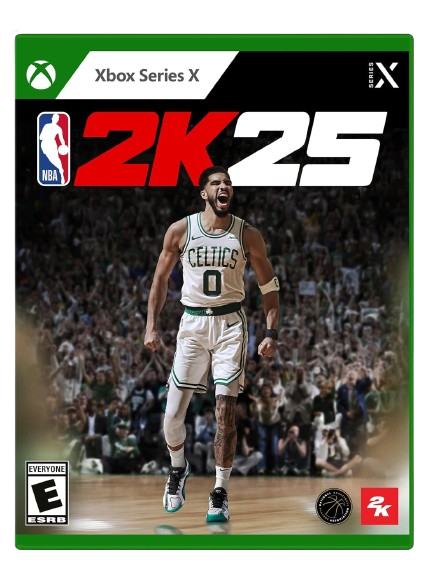 Xbox Series X
SERIES X
NBA
2K25
CELTICS
0
EVERYONE
E
ESRB
2K